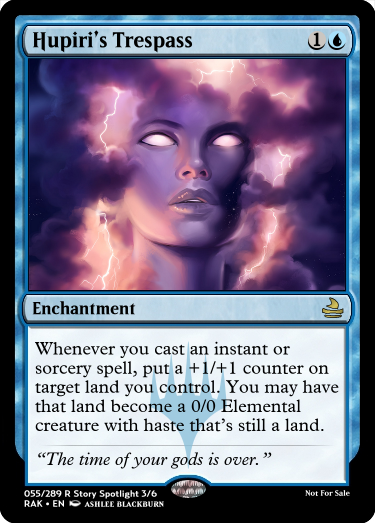 Hupiri's Trespass 1
Enchantment
Whenever you cast an instant or
sorcery spell, put a +1/+1 counter on
target land you control. You may have
that land become a 0/0 Elemental
creature with haste that's still a land.
“The time of your gods is over.”
055/289 R Story Spotlight 3/6
Not For Sale
RAK • EN ASHLEE BLACKBURN